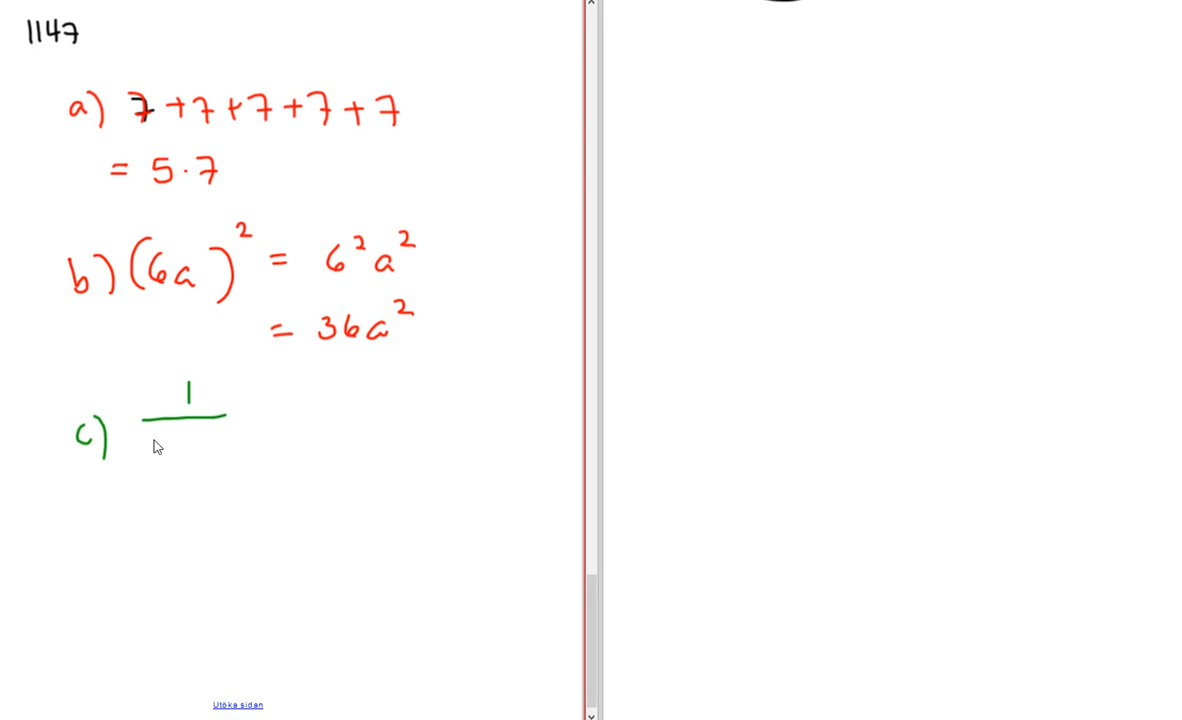 1147
a) 7 + 7 + 7 + 7 + 7
= 5 · 7
b) (6a)² = 6²a²
= 36a²
c) 1/
Utöka sidan